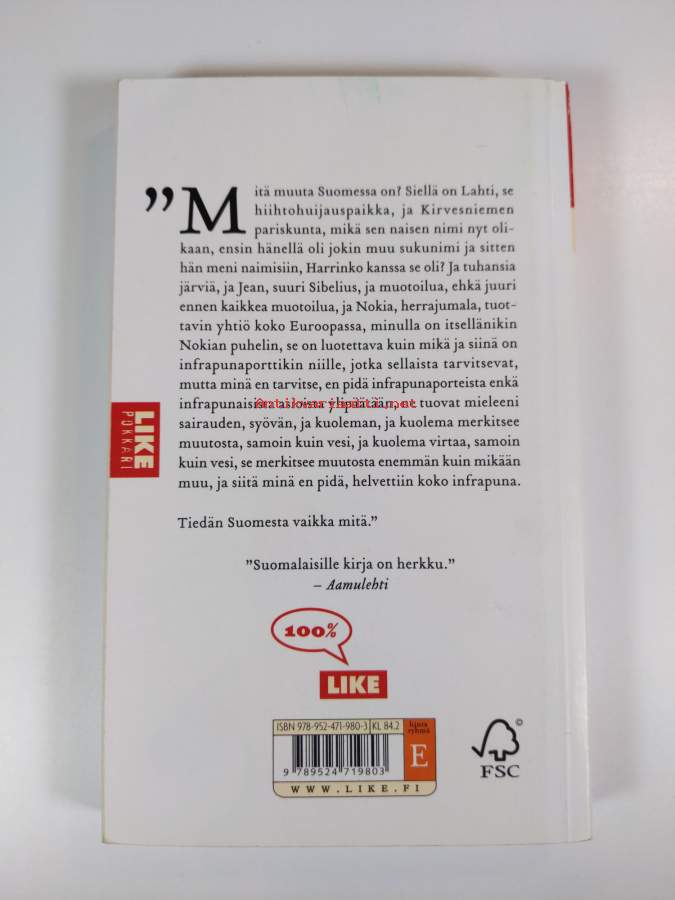 ”Mitä muuta Suomessa on? Siellä on Lahti, se
hiihtohuijauspaikka, ja Kirvesniemen
pariskunta, mikä sen naisen nimi nyt oli-
kaan, ensin hänellä oli jokin muu sukunimi ja sitten
hän meni naimisiin, Harrinko kanssa se oli? Ja tuhansia
järviä, ja Jean, suuri Sibelius, ja muotoilua, ehkä juuri
ennen kaikkea muotoilua, ja Nokia, herrajumala, tuot-
tavin yhtiö koko Euroopassa, minulla on itsellänikin
Nokian puhelin, se on luotettava kuin mikä ja siinä on
infrapunaporttikin niille, jotka sellaista tarvitsevat,
mutta minä en tarvitse, en pidä infrapunaporteista enkä
infrapunaisista asioista ylipäätään, ne tuovat mieleeni
sairauden, syövän, ja kuoleman, ja kuolema merkitsee
muutosta, samoin kuin vesi, ja kuolema virtaa, samoin
kuin vesi, se merkitsee muutosta enemmän kuin mikään
muu, ja siitä minä en pidä, helvettiin koko infrapuna.
Tiedän Suomesta vaikka mitä.”
”Suomalaisille kirja on herkku.”
– Aamulehti
LIKE
POKKARI
100%
LIKE
ISBN 978-952-471-980-3 KL 84.2
hinta
ryhmä
E
9 789524 719803
WWW.LIKE.FI
©
FSC